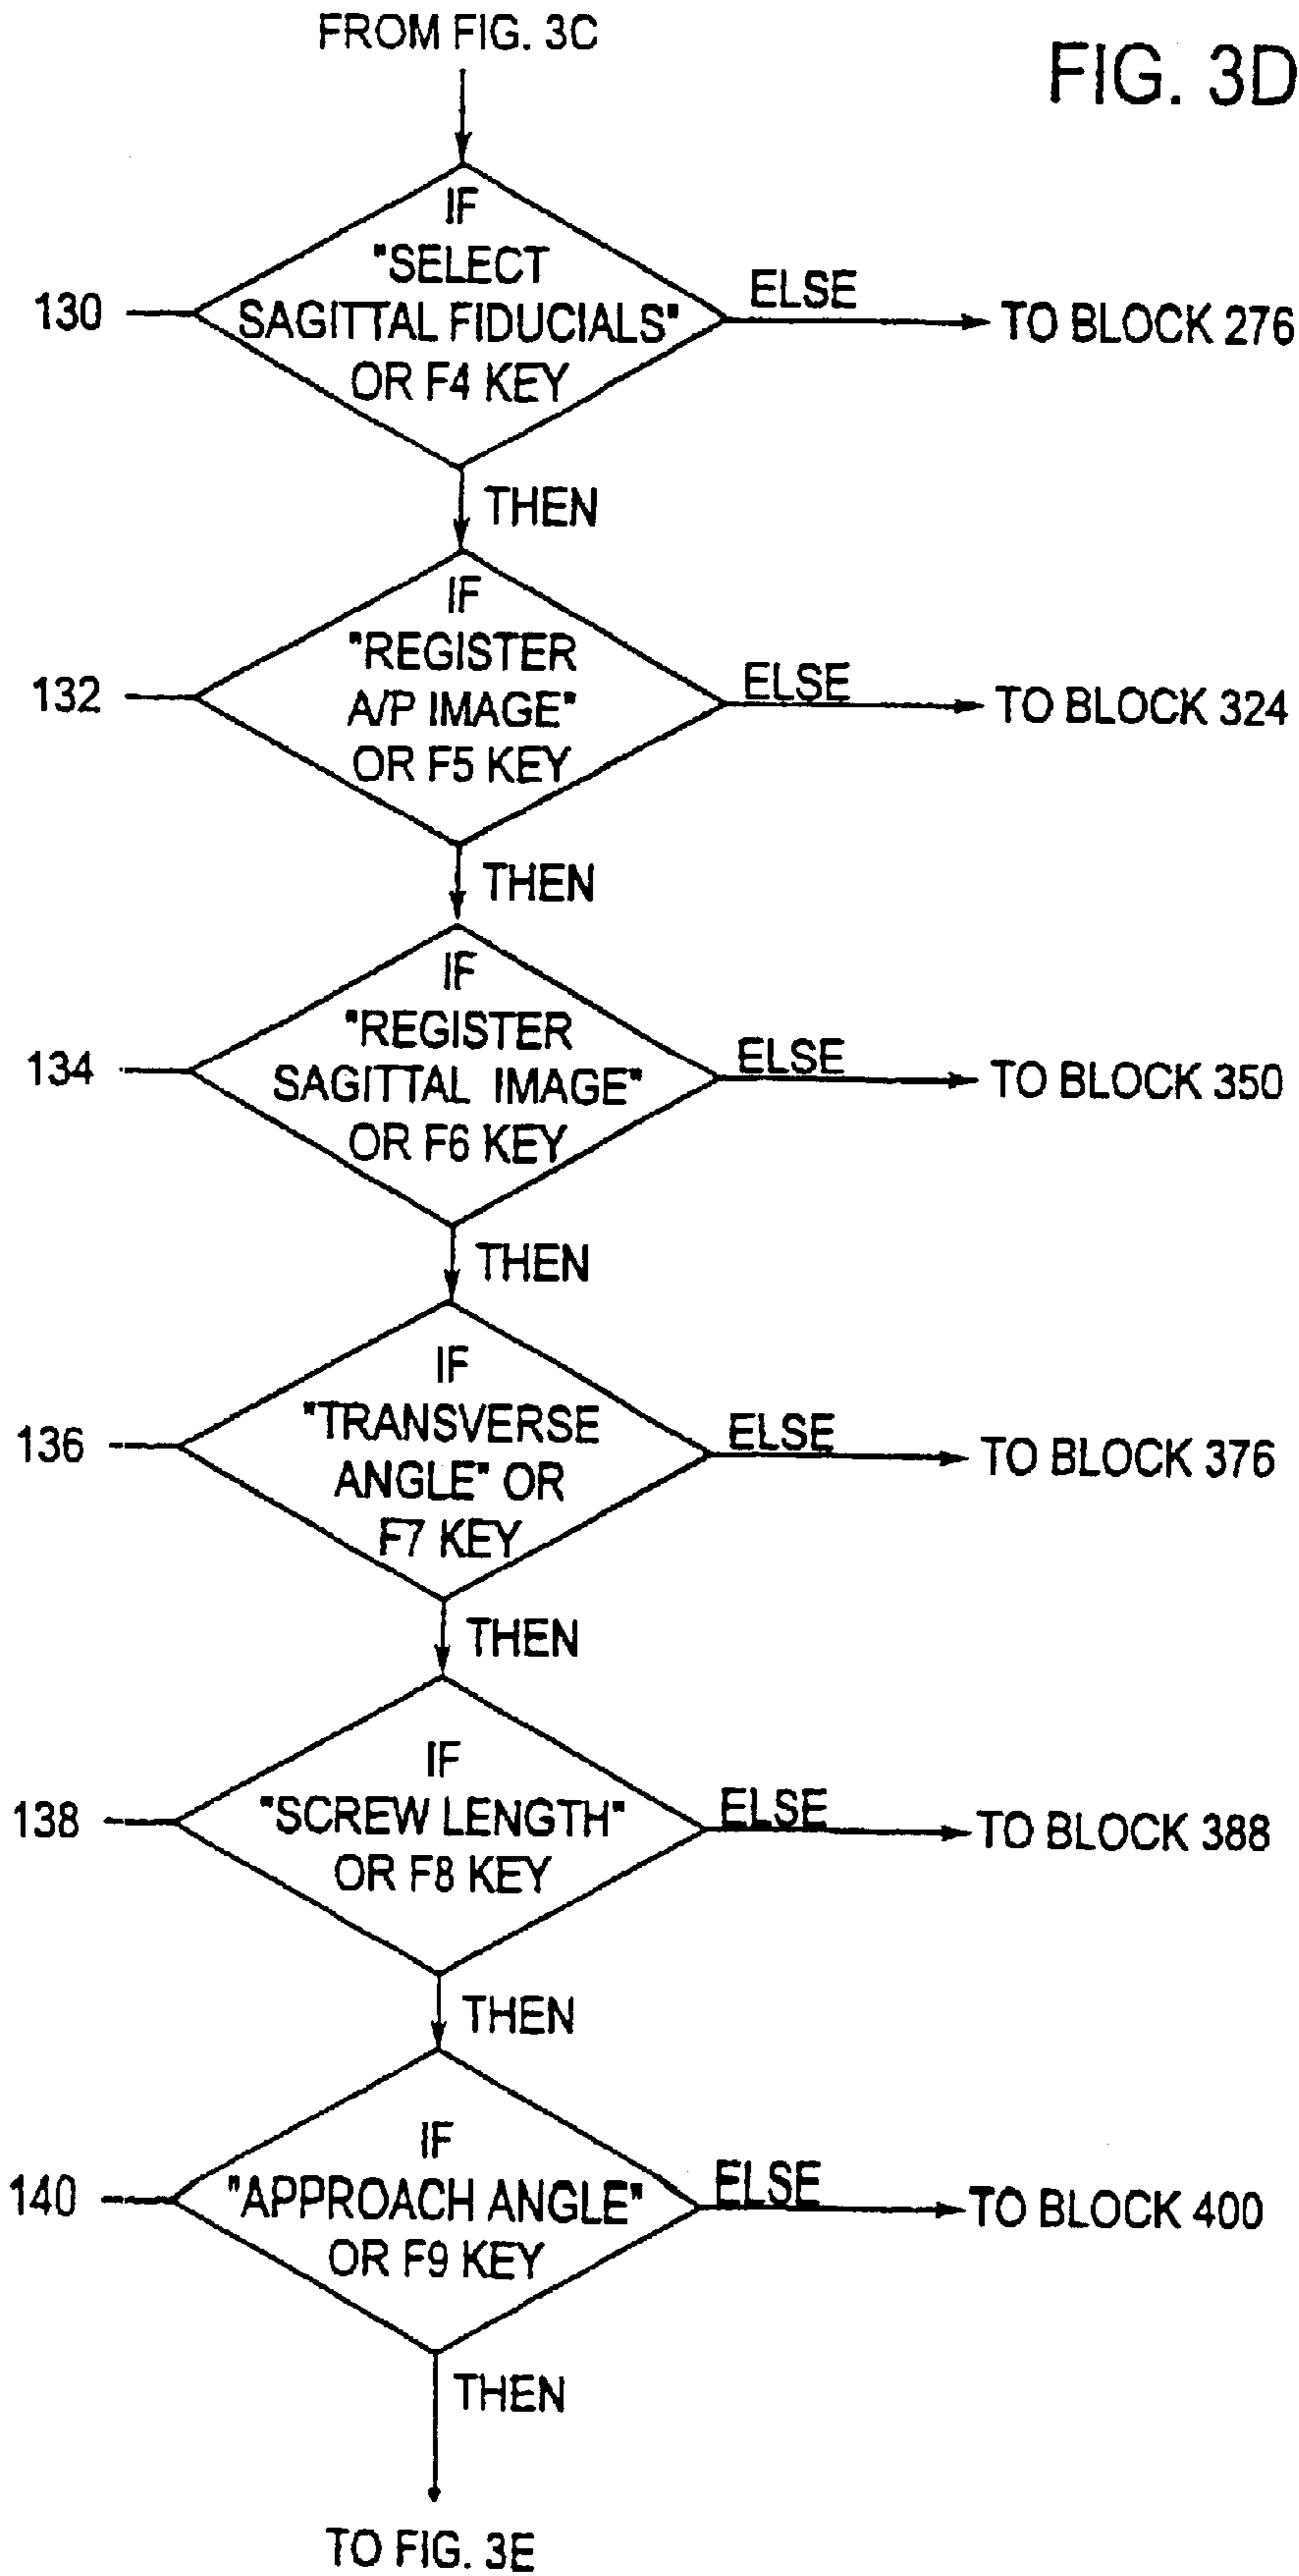 FROM FIG. 3C
FIG. 3D
IF
"SELECT
SAGITTAL FIDUCIALS"
OR F4 KEY
130
ELSE
TO BLOCK 276
THEN
IF
"REGISTER
A/P IMAGE"
OR F5 KEY
132
ELSE
TO BLOCK 324
THEN
IF
"REGISTER
SAGITTAL IMAGE"
OR F6 KEY
134
ELSE
TO BLOCK 350
THEN
IF
"TRANSVERSE
ANGLE" OR
F7 KEY
136
ELSE
TO BLOCK 376
THEN
IF
"SCREW LENGTH"
OR F8 KEY
138
ELSE
TO BLOCK 388
THEN
IF
"APPROACH ANGLE"
OR F9 KEY
140
ELSE
TO BLOCK 400
THEN
TO FIG. 3E